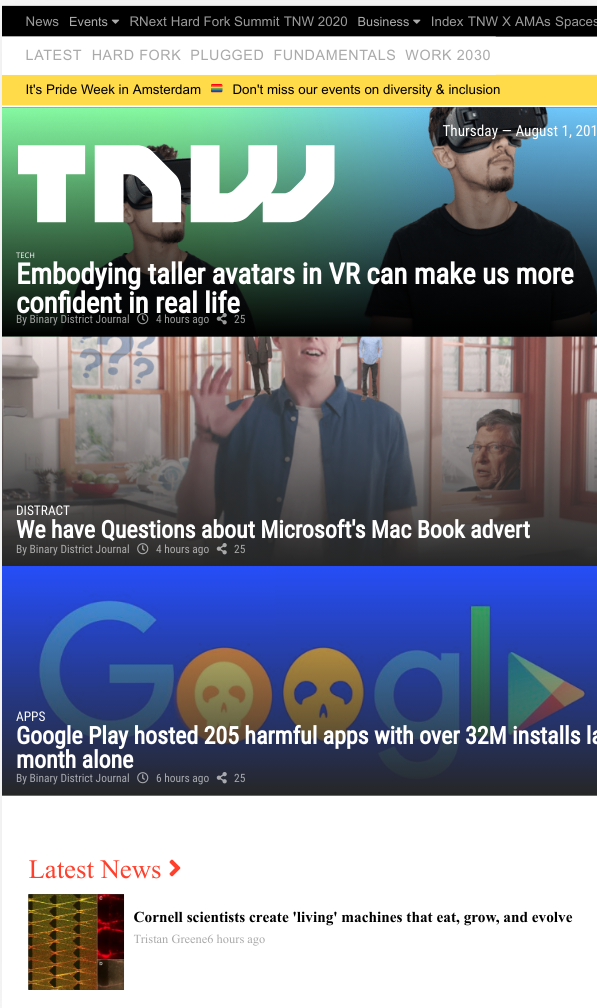 News Events RNext Hard Fork Summit TNW 2020 Business Index TNW X AMAs Spaces
LATEST HARD FORK PLUGGED FUNDAMENTALS WORK 2030
It's Pride Week in Amsterdam Don't miss our events on diversity & inclusion
Thursday — August 1, 201
TNW
TECH
Embodying taller avatars in VR can make us more
confident in real life
By Binary District Journal 4 hours ago 25
???
DISTRACT
We have Questions about Microsoft's Mac Book advert
By Binary District Journal 4 hours ago 25
Googl
APPS
Google Play hosted 205 harmful apps with over 32M installs la
month alone
By Binary District Journal 6 hours ago 25
Latest News
Cornell scientists create 'living' machines that eat, grow, and evolve
Tristan Greene6 hours ago